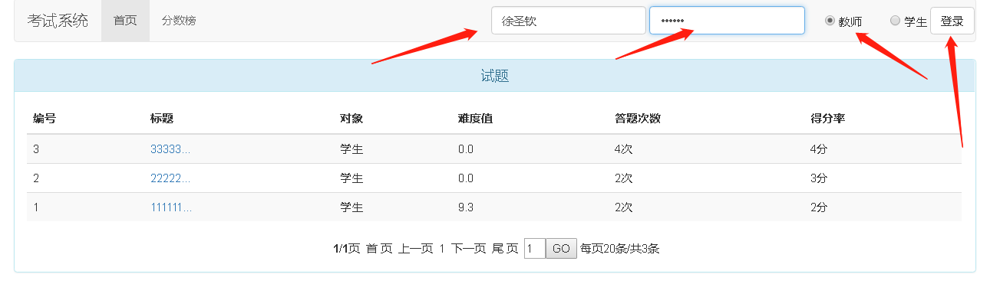 考试系统 首页 分数榜 徐圣钦 •••••• 教师 学生 登录
试题
编号 标题 对象 难度值 答题次数 得分率
3 33333... 学生 0.0 4次 4分
2 22222... 学生 0.0 2次 3分
1 111111... 学生 9.3 2次 2分
1/1页 首页 上一页 1 下一页 尾页 1 GO 每页20条/共3条